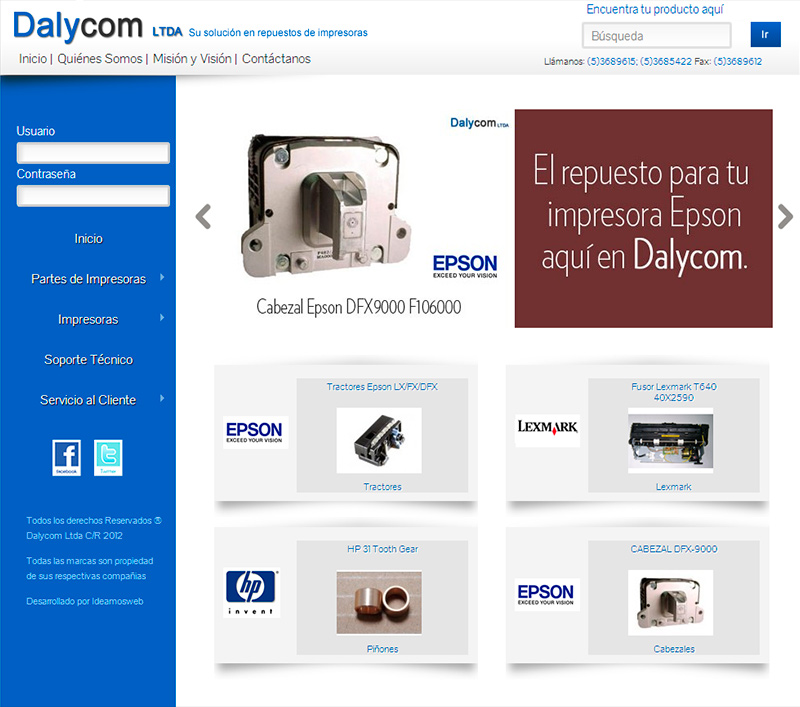 Encuentra tu producto aquí
Dalycom LTDA Su solución en repuestos de impresoras
Búsqueda
Ir
Inicio | Quiénes Somos | Misión y Visión | Contáctanos
Llámanos: (5)3689615; (5)3685422 Fax: (5)3689612
Usuario
Contraseña
Inicio
Partes de Impresoras
Impresoras
Soporte Técnico
Servicio al Cliente
facebook
Twitter
Todos los derechos Reservados ®
Dalycom Ltda C/R 2012
Todas las marcas son propiedad
de sus respectivas compañias
Desarrollado por Ideamosweb
Dalycom LTDA
EPSON
EXCEED YOUR VISION
Cabezal Epson DFX9000 F106000
El repuesto para tu
impresora Epson
aquí en Dalycom.
Tractores Epson LX/FX/DFX
EPSON
EXCEED YOUR VISION
Tractores
Fusor Lexmark T640
40X2590
LEXMARK
Lexmark
HP 31 Tooth Gear
hp
invent
Piñones
CABEZAL DFX-9000
EPSON
EXCEED YOUR VISION
Cabezales